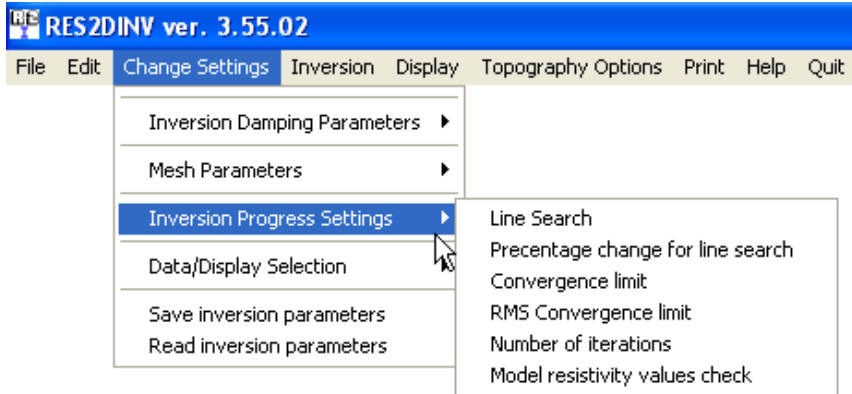 RES2DINV ver. 3.55.02
File Edit Change Settings Inversion Display Topography Options Print Help Quit
Inversion Damping Parameters
Mesh Parameters
Inversion Progress Settings
Data/Display Selection
Save inversion parameters
Read inversion parameters
Line Search
Precentage change for line search
Convergence limit
RMS Convergence limit
Number of iterations
Model resistivity values check